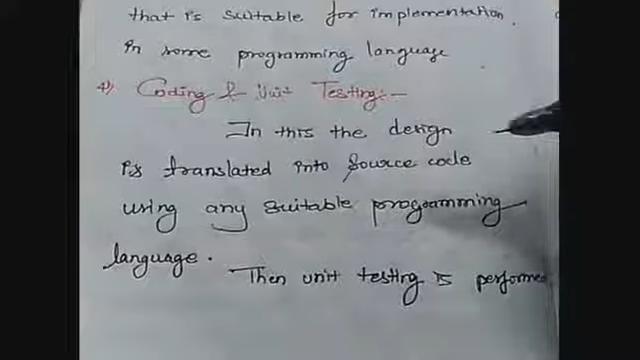 that is suitable for implementation
in some programming language
4) Coding & Unit Testing:-
In this the design
is translated into source code
using any suitable programming
language.
Then unit testing is performed